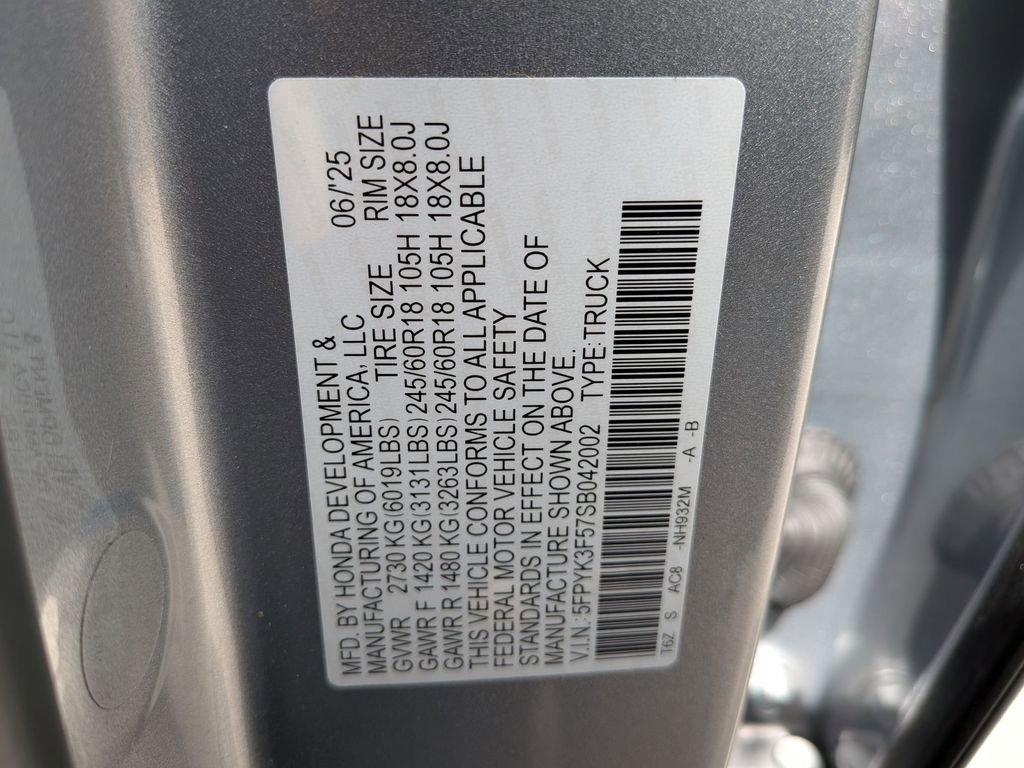 MFD. BY HONDA DEVELOPMENT & 06/'25
MANUFACTURING OF AMERICA, LLC
GVWR 2730 KG(6019LBS) TIRE SIZE RIM SIZE
GAWR F 1420 KG(3131LBS) 245/60R18 105H 18X8.0J
GAWR R 1480 KG(3263LBS) 245/60R18 105H 18X8.0J
THIS VEHICLE CONFORMS TO ALL APPLICABLE
FEDERAL MOTOR VEHICLE SAFETY
STANDARDS IN EFFECT ON THE DATE OF
MANUFACTURE SHOWN ABOVE.
V.I.N.:5FPYK3F57SB042002 TYPE:TRUCK
T6Z S AC8 -NH932M -A -B